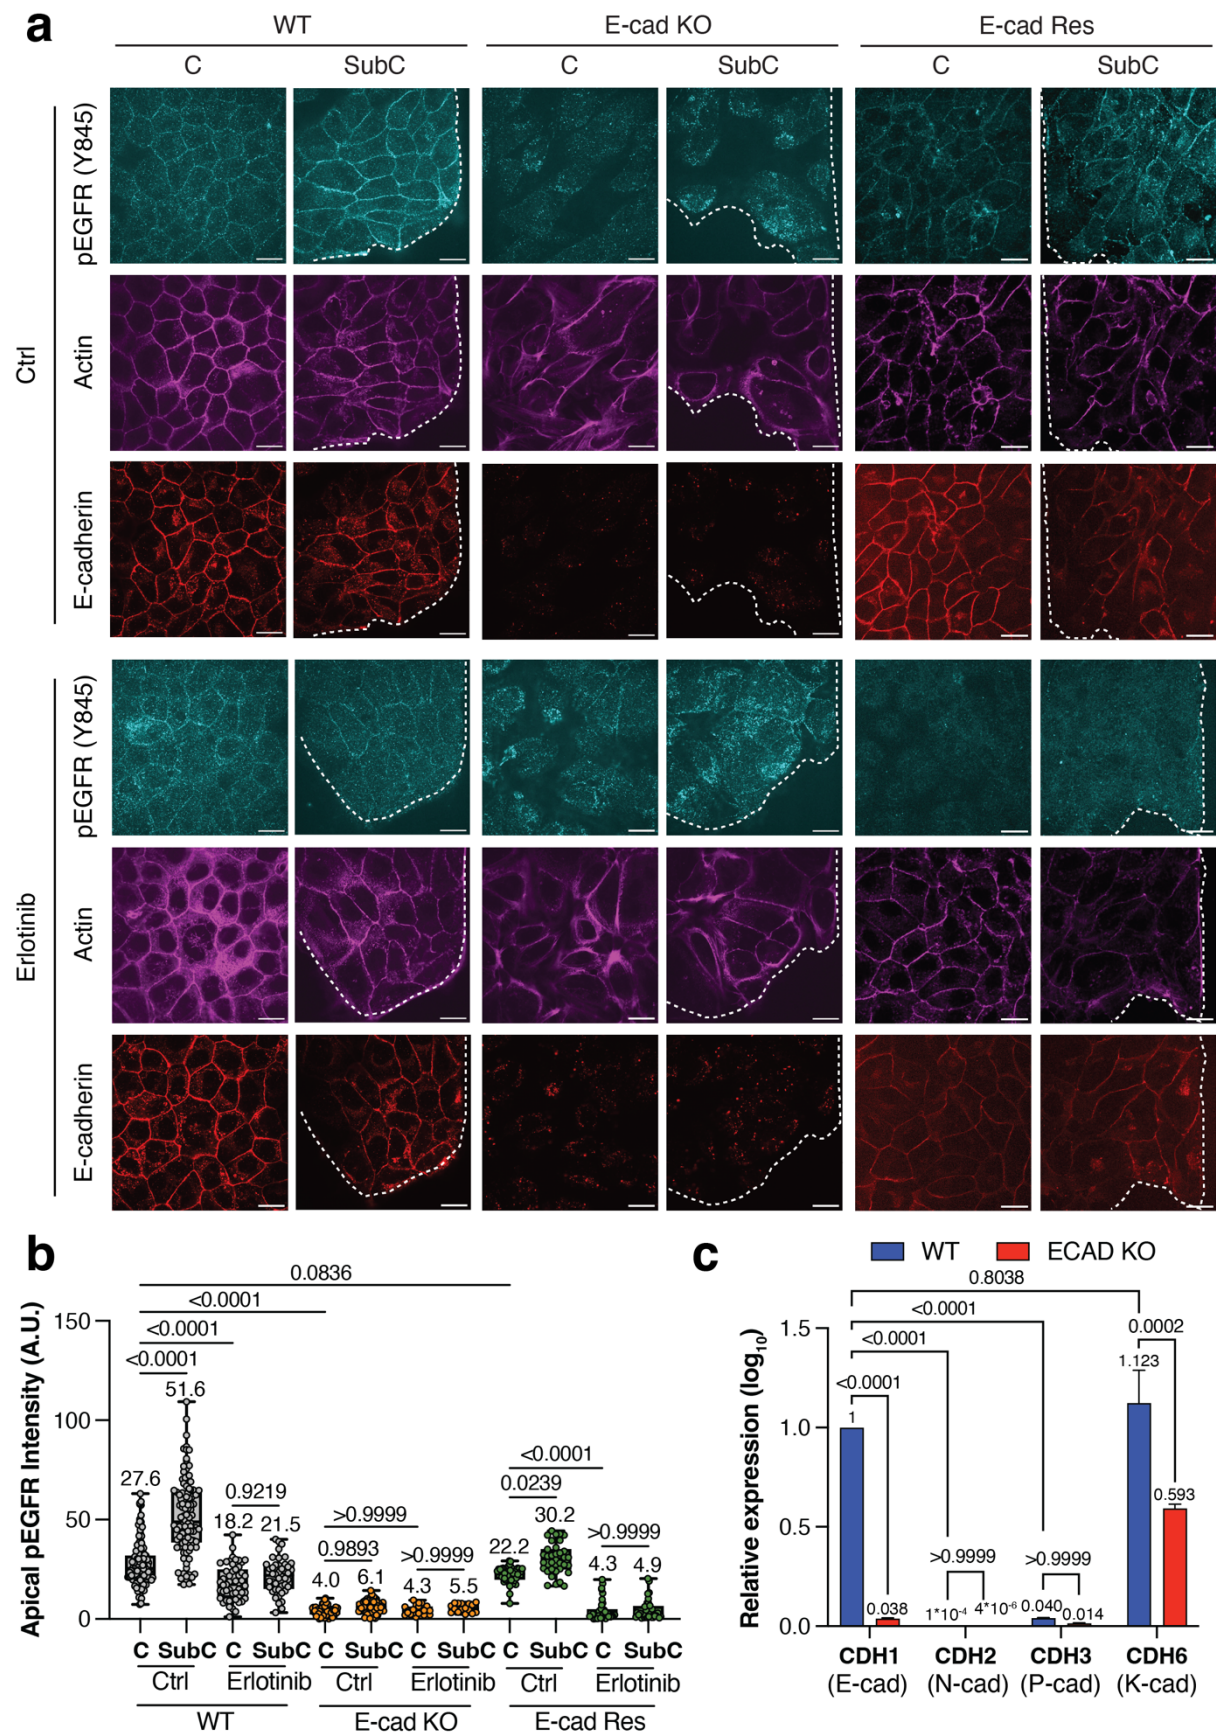 a
WT
E-cad KO
E-cad Res
C
SubC
C
SubC
C
SubC
Ctrl
pEGFR (Y845)
Actin
E-cadherin
Erlotinib
pEGFR (Y845)
Actin
E-cadherin
b
Apical pEGFR Intensity (A.U.)
150
100
50
0
0.0836
<0.0001
<0.0001
<0.0001
51.6
27.6
0.9219
18.2
21.5
>0.9999
0.9893
>0.9999
4.0
6.1
4.3
5.5
<0.0001
0.0239
30.2
22.2
>0.9999
4.3
4.9
C SubC C SubC C SubC C SubC C SubC C SubC
Ctrl Erlotinib Ctrl Erlotinib Ctrl Erlotinib
WT E-cad KO E-cad Res
c
WT
ECAD KO
Relative expression (log10)
1.5
1.0
0.5
0.0
0.8038
<0.0001
<0.0001
<0.0001
0.0002
1.123
1
0.593
0.038
>0.9999
1*10-4
4*10-6
>0.9999
0.040
0.014
CDH1 CDH2 CDH3 CDH6
(E-cad) (N-cad) (P-cad) (K-cad)